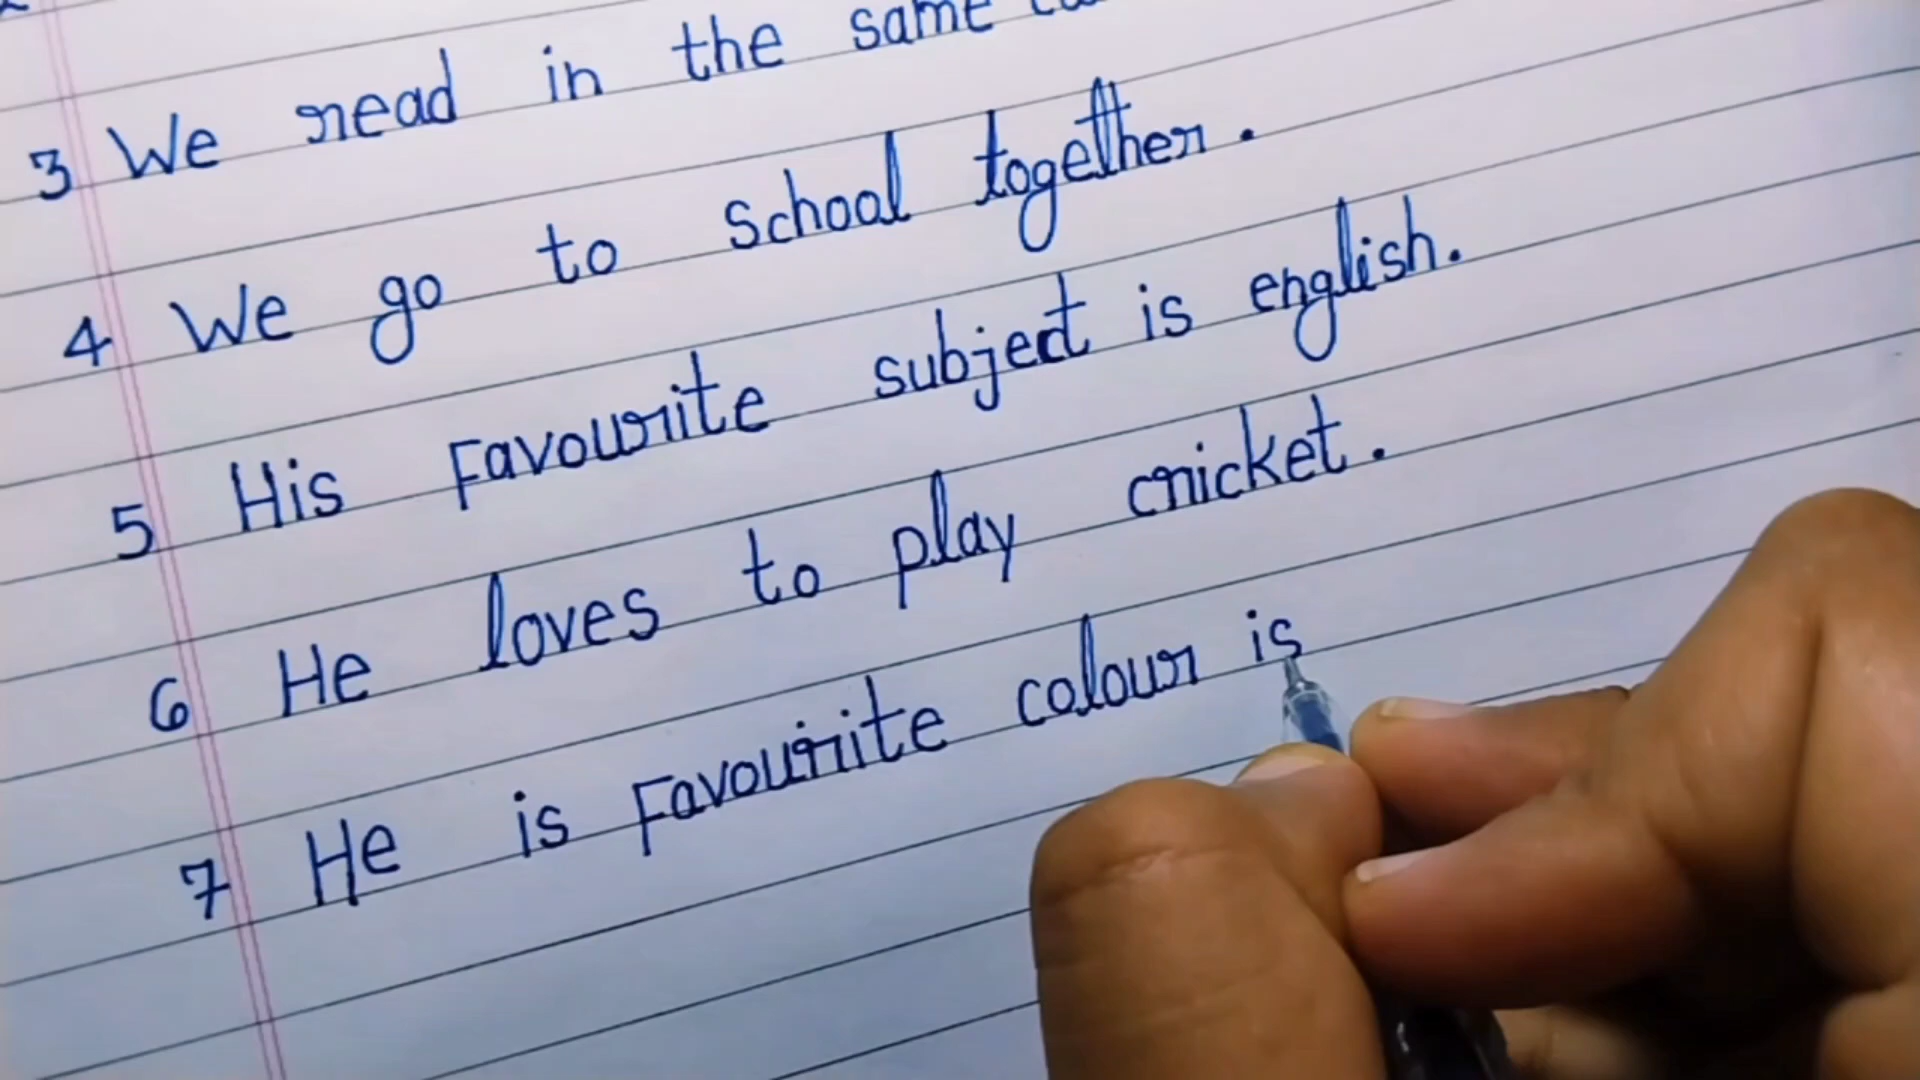 3 We read in the same
4 We go to school together.
5 His Favourite subject is english.
6 He loves to play cricket.
7 He is Favourite colour is